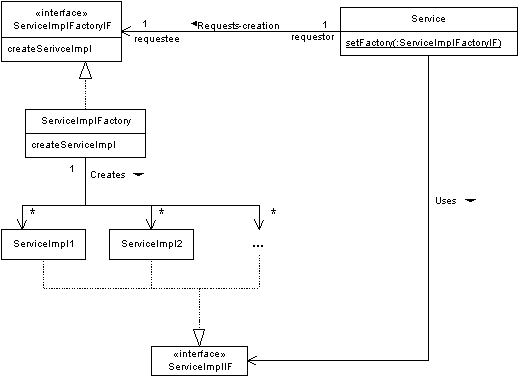 «interface»
ServiceImplFactoryIF
createSerivceImpl
1
requestee
Requests-creation
1
requestor
Service
setFactory(:ServiceImplFactoryIF)
ServiceImplFactory
createServiceImpl
1
Creates
Uses
*
*
*
ServiceImpl1
ServiceImpl2
...
«interface»
ServiceImplIF